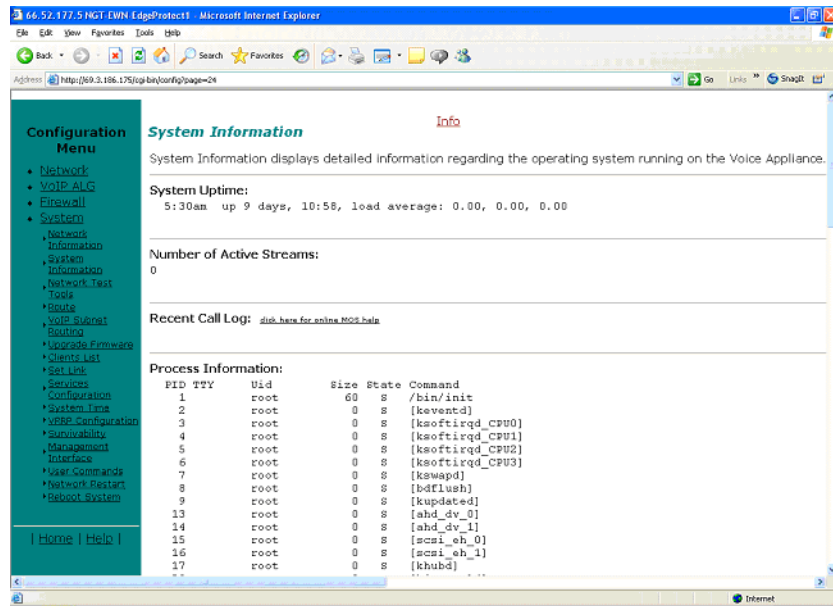 66.52.177.5 NGT-EWN-EdgeProtect1 - Microsoft Internet Explorer
File Edit View Favorites Tools Help
Back Search Favorites
Address http://69.3.186.175/cgi-bin/config?page=24 Go Links » SnagIt
Configuration Menu
Network
VoIP ALG
Firewall
System
Network Information
System Information
Network Test Tools
Route
VoIP Subnet Routing
Upgrade Firmware
Clients List
Set Link
Services Configuration
System Time
VRRP Configuration
Survivability
Management Interface
User Commands
Network Restart
Reboot System
| Home | Help |
Info
System Information
System Information displays detailed information regarding the operating system running on the Voice Appliance.
System Uptime:
5:30am up 9 days, 10:58, load average: 0.00, 0.00, 0.00
Number of Active Streams:
0
Recent Call Log: click here for online MOS help
Process Information:
PID TTY Uid Size State Command
1 root 60 S /bin/init
2 root 0 S [keventd]
3 root 0 S [ksoftirqd_CPU0]
4 root 0 S [ksoftirqd_CPU1]
5 root 0 S [ksoftirqd_CPU2]
6 root 0 S [ksoftirqd_CPU3]
7 root 0 S [kswapd]
8 root 0 S [bdflush]
9 root 0 S [kupdated]
13 root 0 S [ahd_dv_0]
14 root 0 S [ahd_dv_1]
15 root 0 S [scsi_eh_0]
16 root 0 S [scsi_eh_1]
17 root 0 S [khubd]
Internet